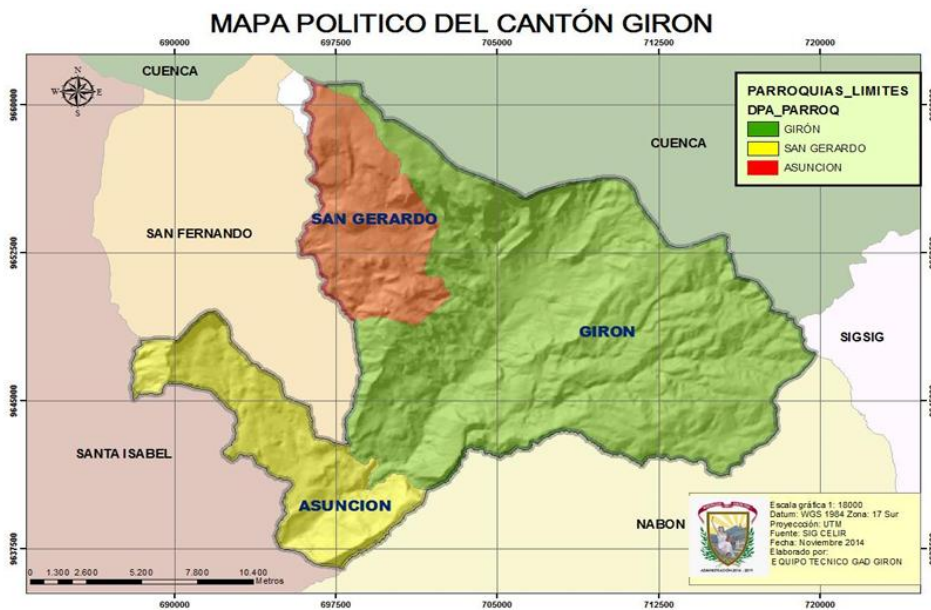 MAPA POLITICO DEL CANTÓN GIRON
690000 697500 705000 712500 720000
CUENCA
9660000
PARROQUIAS_LIMITES
DPA_PARROQ
GIRÓN
SAN GERARDO
ASUNCION
CUENCA
SAN GERARDO
SAN FERNANDO
9652500
GIRON
SIGSIG
9645000
SANTA ISABEL
ASUNCION
NABON
9637500
Escala gráfica 1: 18000
Datum: WGS 1984 Zona: 17 Sur
Proyección: UTM
Fuente: SIG CELIR
Fecha: Noviembre 2014
Elaborado por:
EQUIPO TECNICO GAD GIRON
0 1.300 2.600 5.200 7.800 10.400
Metros
690000 697500 705000 712500 720000
N
W E
S